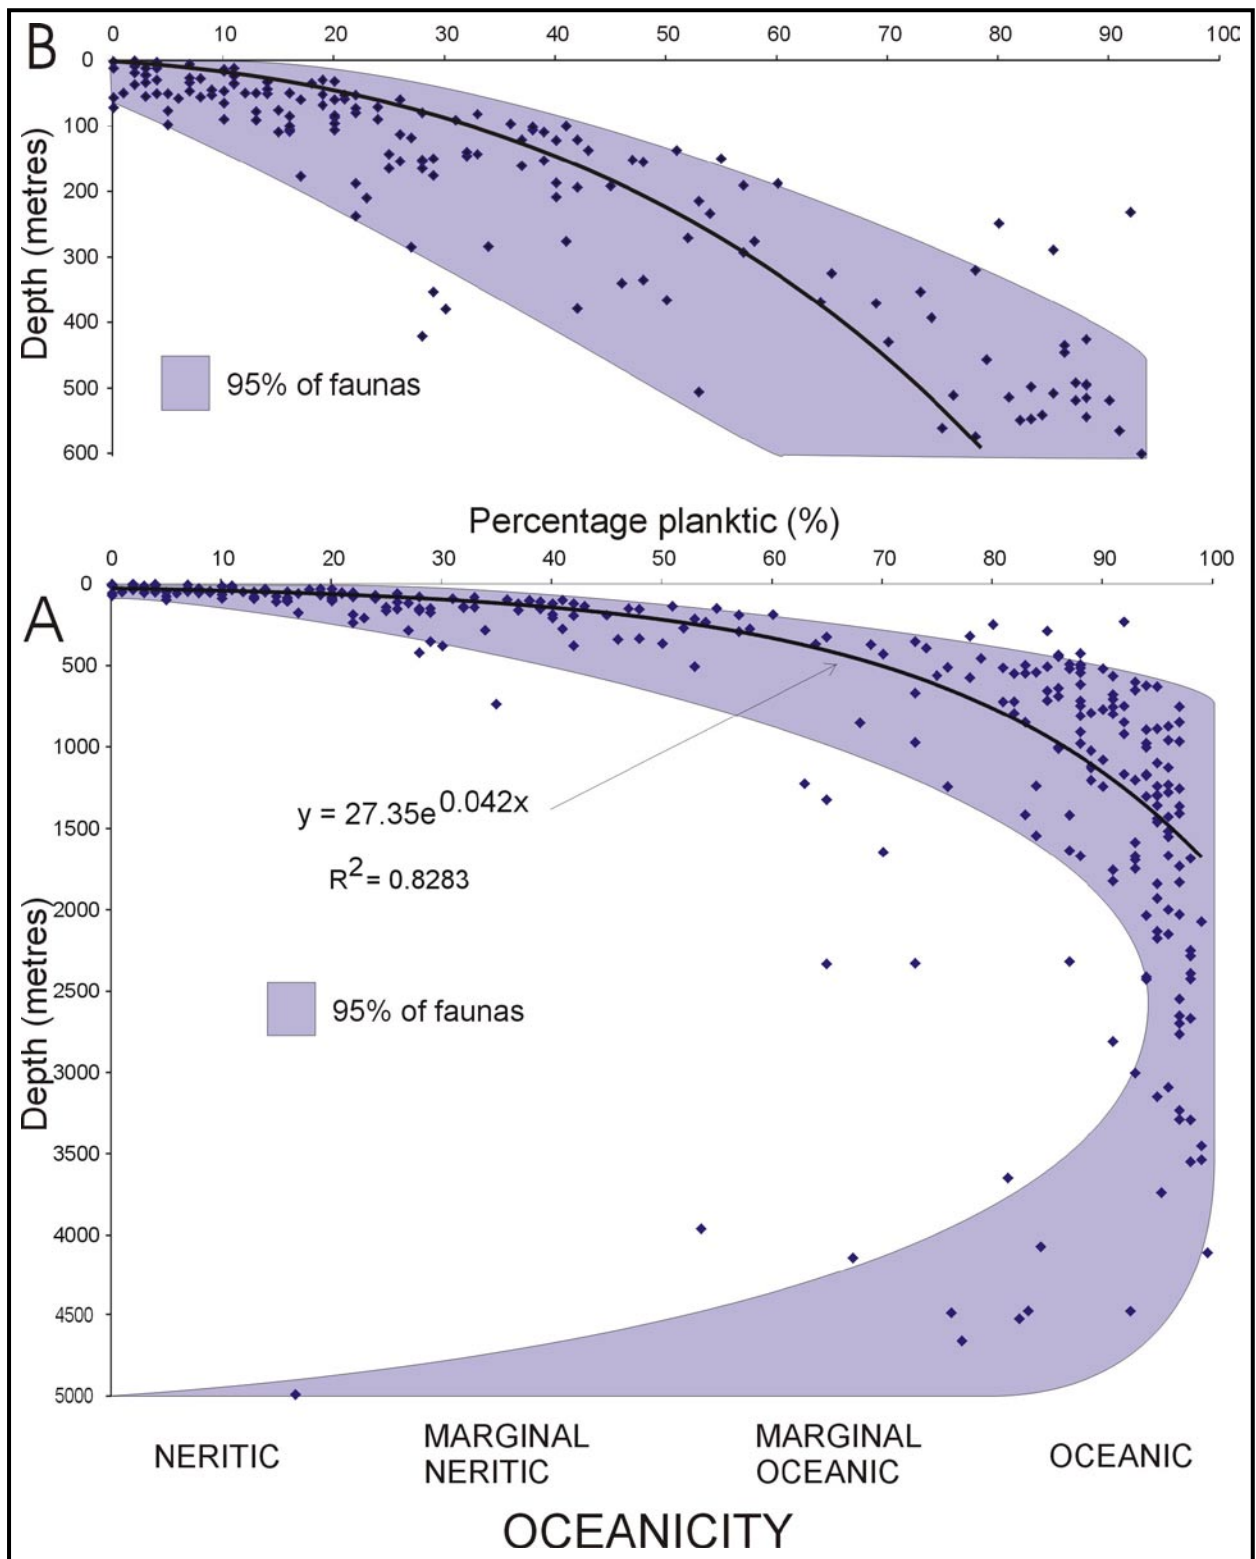 B
0 10 20 30 40 50 60 70 80 90 100
0
100
200
300
400
500
600
Depth (metres)
95% of faunas
Percentage planktic (%)
0 10 20 30 40 50 60 70 80 90 100
A
0
500
1000
1500
2000
2500
3000
3500
4000
4500
5000
Depth (metres)
y = 27.35e0.042x
R2 = 0.8283
95% of faunas
NERITIC
MARGINAL
NERITIC
MARGINAL
OCEANIC
OCEANIC
OCEANICITY